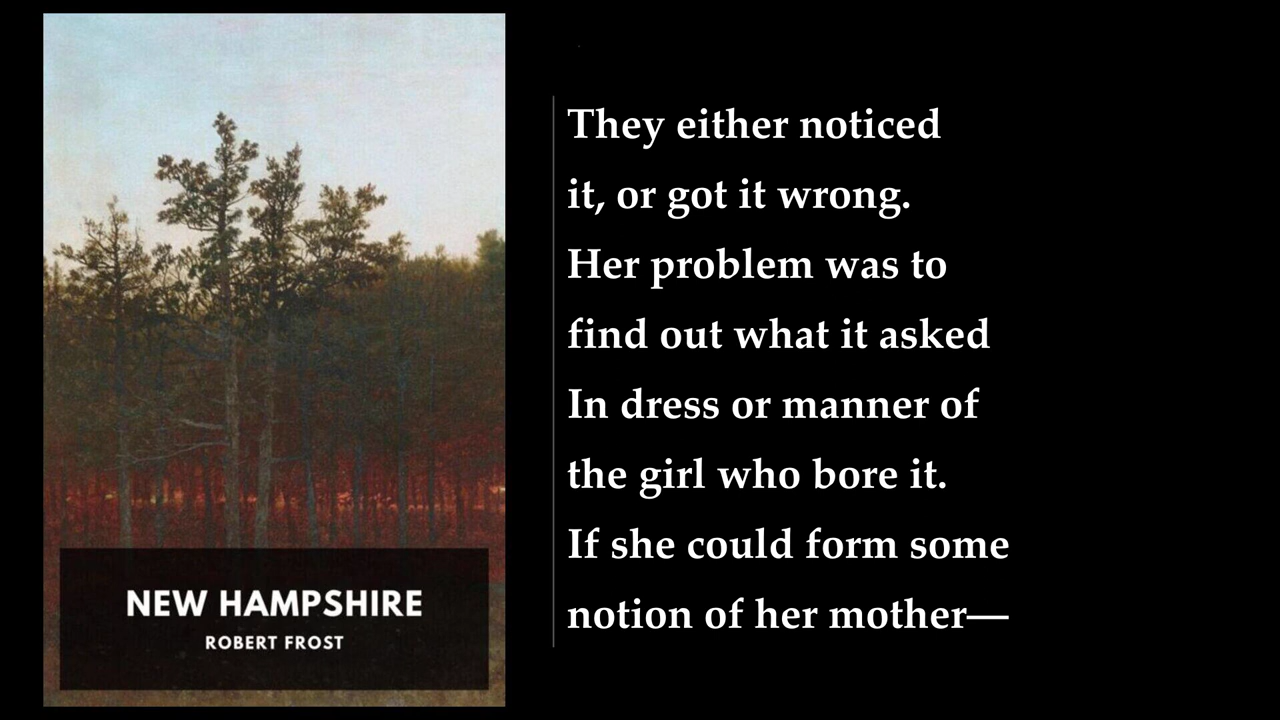 NEW HAMPSHIRE
ROBERT FROST
They either noticed
it, or got it wrong.
Her problem was to
find out what it asked
In dress or manner of
the girl who bore it.
If she could form some
notion of her mother—